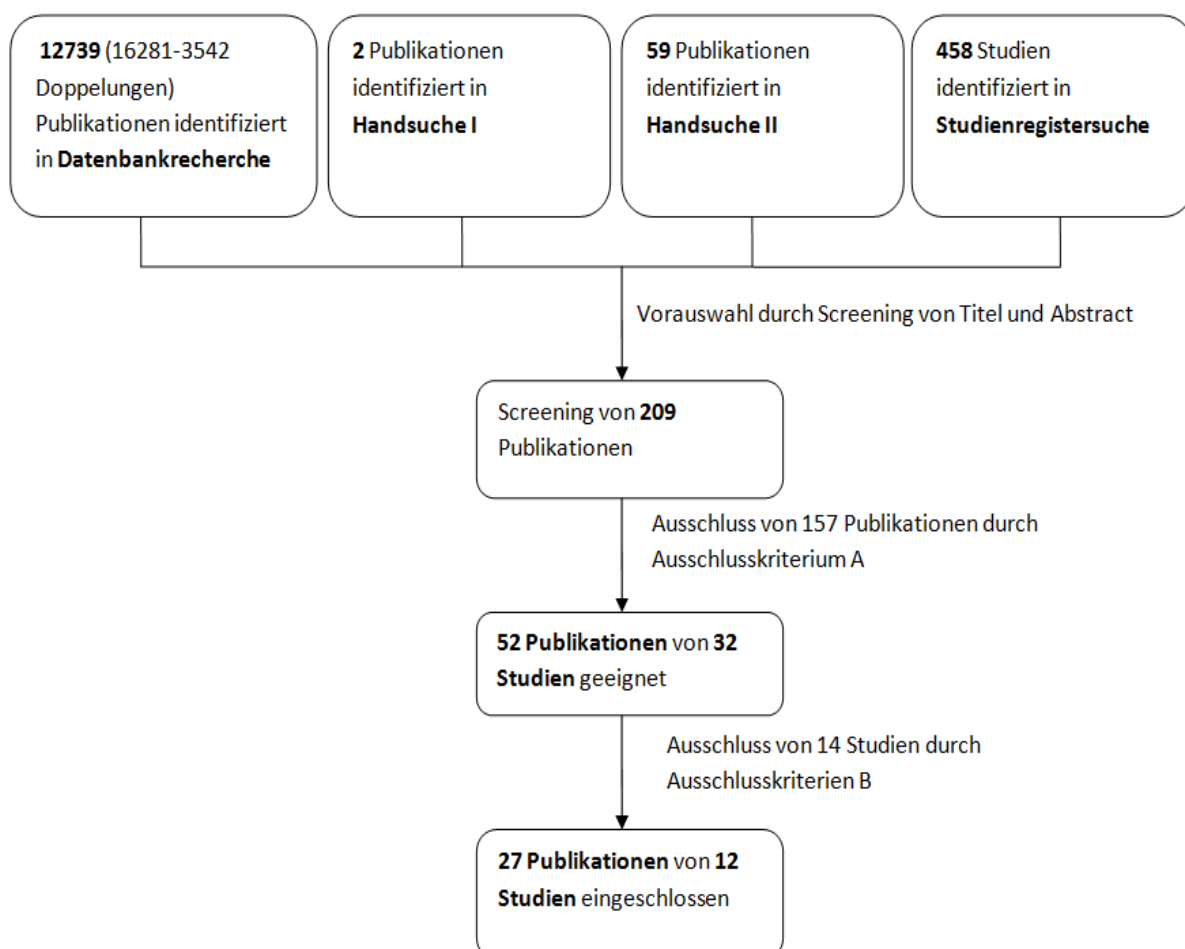 12739 (16281-3542
Doppelungen)
Publikationen identifiziert
in Datenbankrecherche
2 Publikationen
identifiziert in
Handsuche I
59 Publikationen
identifiziert in
Handsuche II
458 Studien
identifiziert in
Studienregistersuche
Vorauswahl durch Screening von Titel und Abstract
Screening von 209
Publikationen
Ausschluss von 157 Publikationen durch
Ausschlusskriterium A
52 Publikationen von 32
Studien geeignet
Ausschluss von 14 Studien durch
Ausschlusskriterien B
27 Publikationen von 12
Studien eingeschlossen